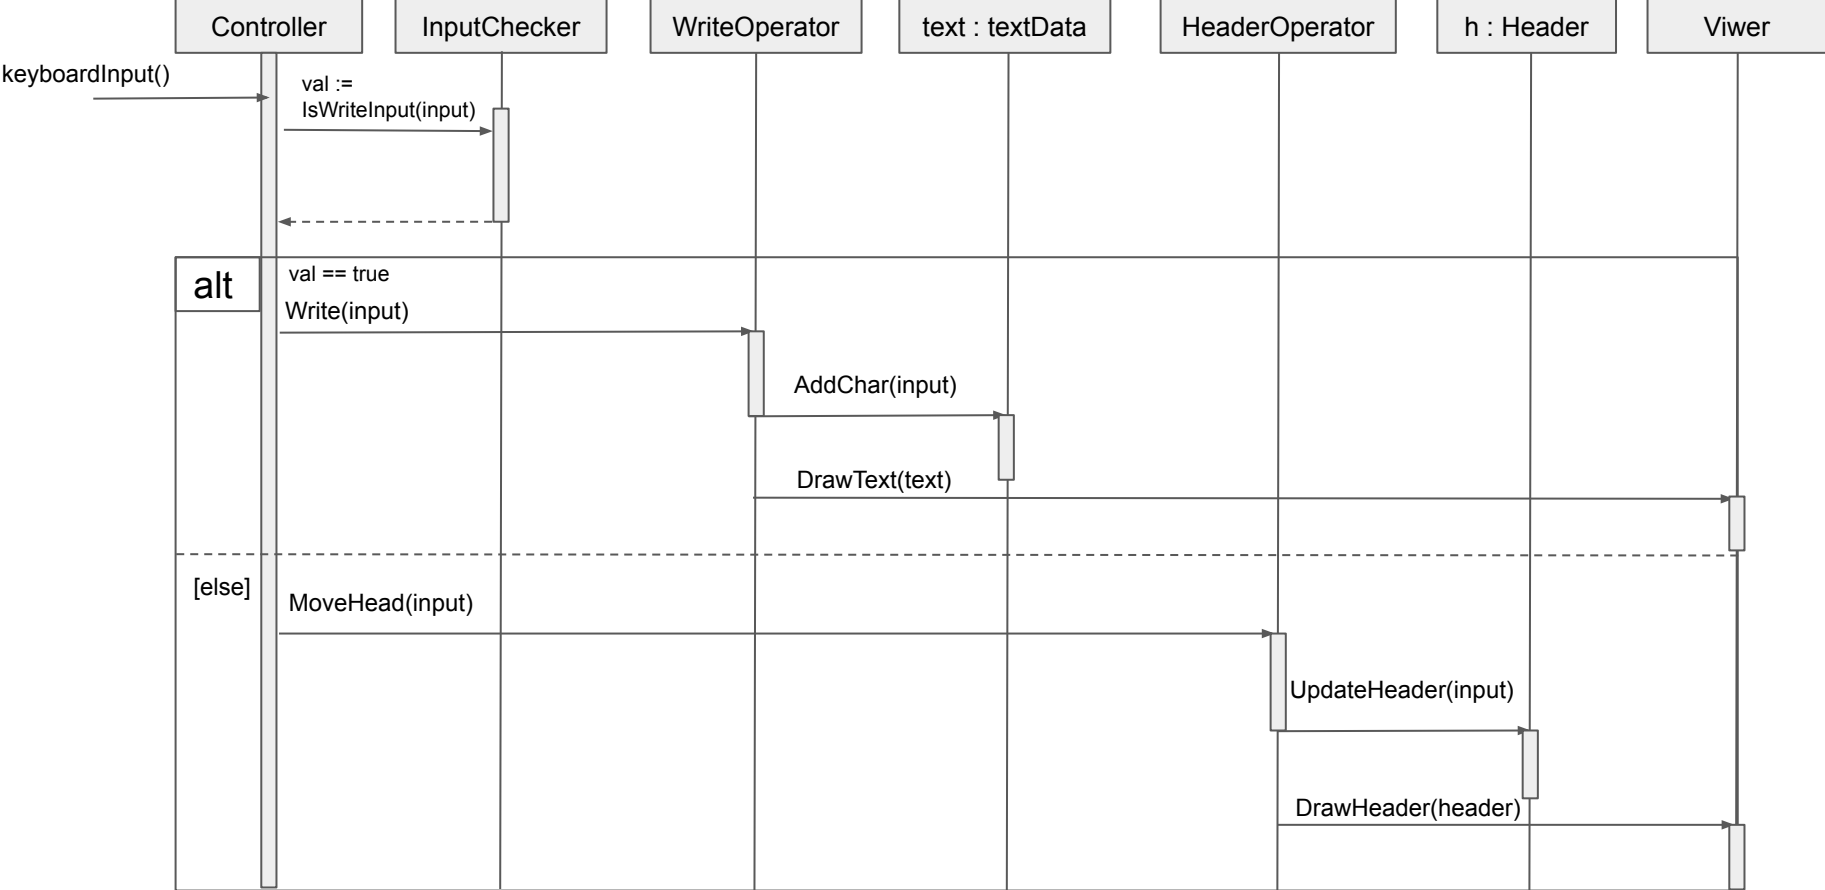 Controller
InputChecker
WriteOperator
text : textData
HeaderOperator
h : Header
Viwer
keyboardInput()
val :=
IsWriteInput(input)
alt
val == true
Write(input)
AddChar(input)
DrawText(text)
[else]
MoveHead(input)
UpdateHeader(input)
DrawHeader(header)